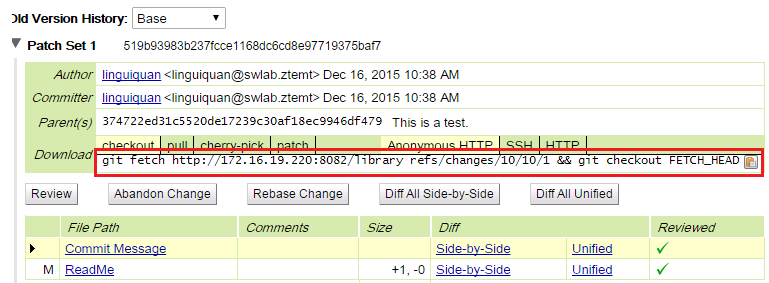 Old Version History: Base
Patch Set 1 519b93983b237fcce1168dc6cd8e97719375baf7
Author linguiquan <linguiquan@swlab.ztemt> Dec 16, 2015 10:38 AM
Committer linguiquan <linguiquan@swlab.ztemt> Dec 16, 2015 10:38 AM
Parent(s) 374722ed31c5520de17239c30af18ec9946df479 This is a test.
Download checkout pull cherry-pick patch Anonymous HTTP SSH HTTP
git fetch http://172.16.19.220:8082/library refs/changes/10/10/1 && git checkout FETCH_HEAD
Review Abandon Change Rebase Change Diff All Side-by-Side Diff All Unified
File Path Comments Size Diff Reviewed
Commit Message Side-by-Side Unified
M ReadMe +1, -0 Side-by-Side Unified